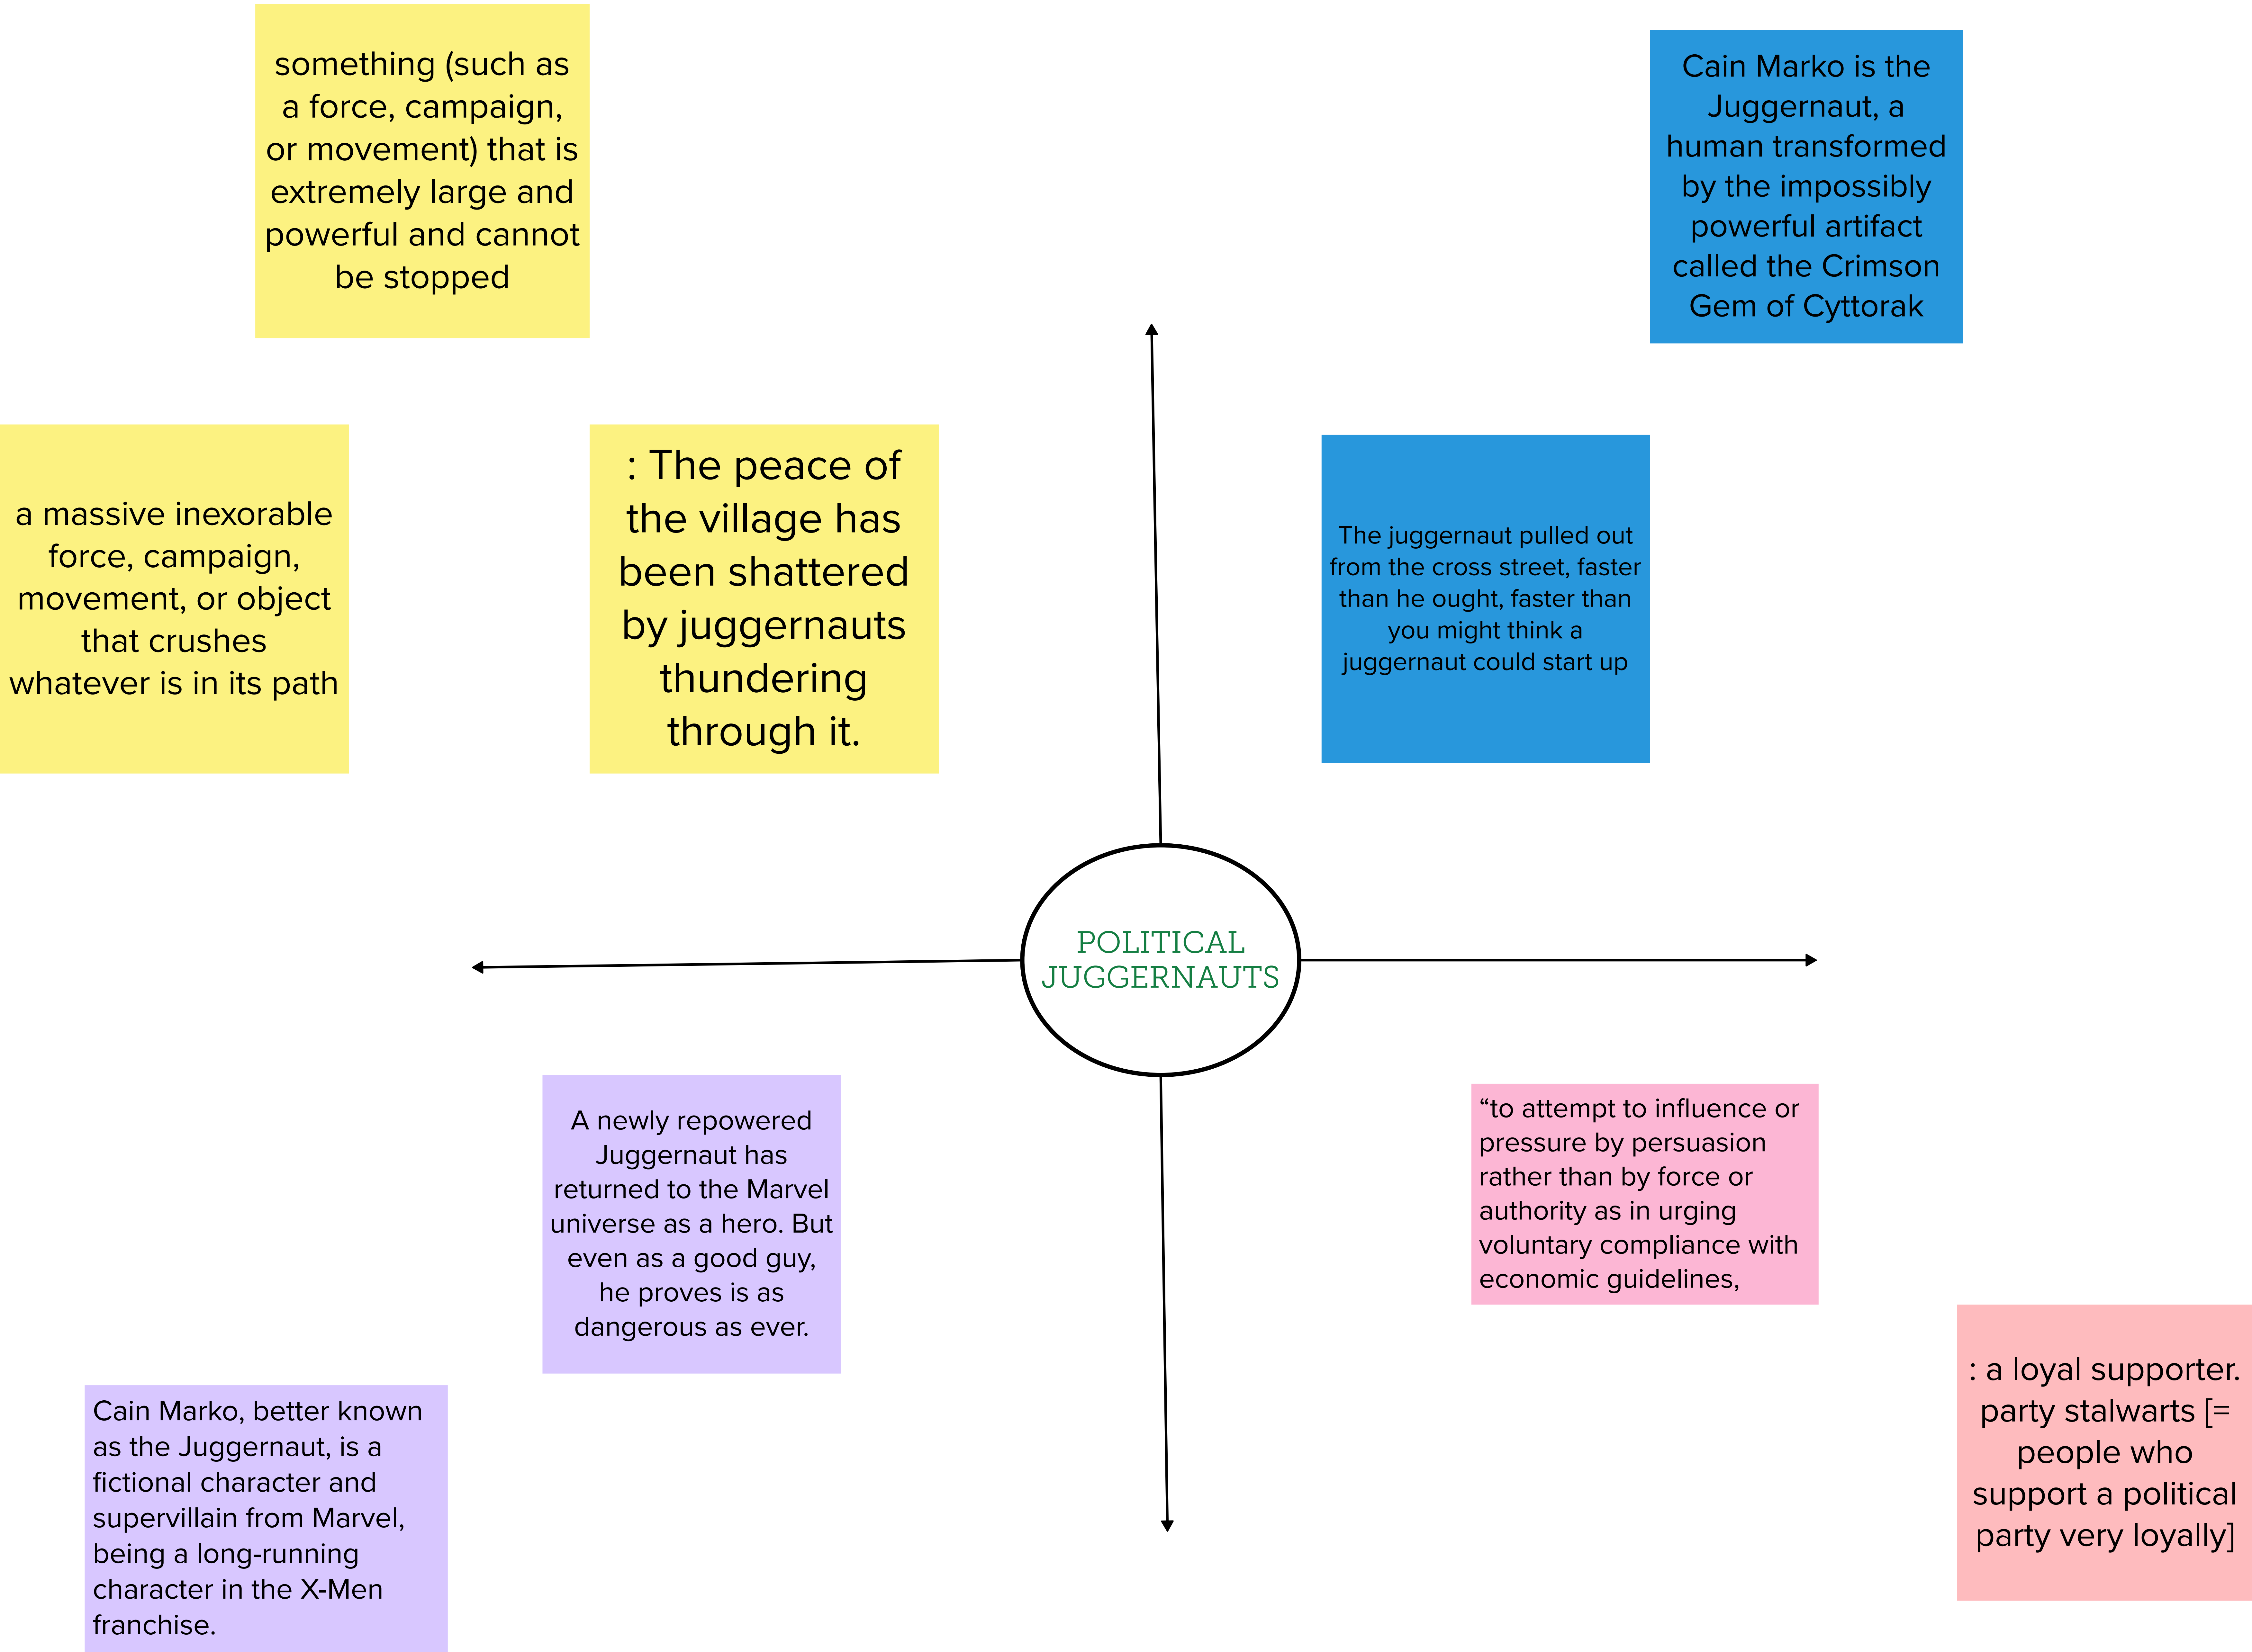 something (such as
a force, campaign,
or movement) that is
extremely large and
powerful and cannot
be stopped
Cain Marko is the
Juggernaut, a
human transformed
by the impossibly
powerful artifact
called the Crimson
Gem of Cyttorak
a massive inexorable
force, campaign,
movement, or object
that crushes
whatever is in its path
: The peace of
the village has
been shattered
by juggernauts
thundering
through it.
The juggernaut pulled out
from the cross street, faster
than he ought, faster than
you might think a
juggernaut could start up
POLITICAL
JUGGERNAUTS
A newly repowered
Juggernaut has
returned to the Marvel
universe as a hero. But
even as a good guy,
he proves is as
dangerous as ever.
“to attempt to influence or
pressure by persuasion
rather than by force or
authority as in urging
voluntary compliance with
economic guidelines,
: a loyal supporter.
party stalwarts [=
people who
support a political
party very loyally]
Cain Marko, better known
as the Juggernaut, is a
fictional character and
supervillain from Marvel,
being a long-running
character in the X-Men
franchise.